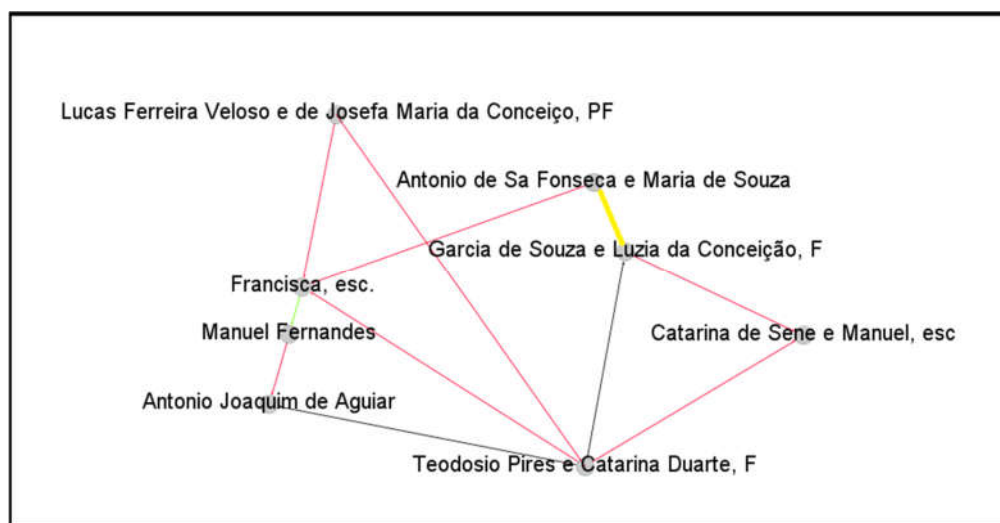 Lucas Ferreira Veloso e de Josefa Maria da Conceiço, PF
Antonio de Sa Fonseca e Maria de Souza
Garcia de Souza e Luzia da Conceição, F
Francisca, esc.
Manuel Fernandes
Catarina de Sene e Manuel, esc
Antonio Joaquim de Aguiar
Teodosio Pires e Catarina Duarte, F